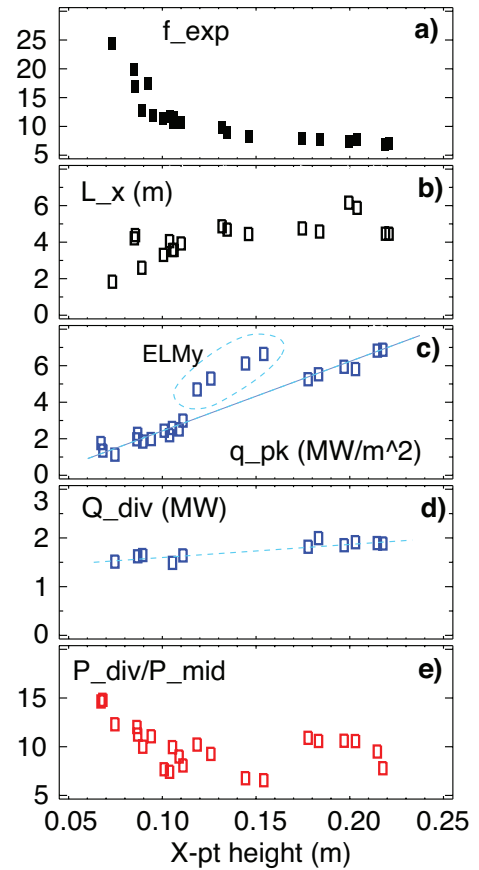 f_exp
a)
25
20
15
10
5
L_x (m)
b)
6
4
2
0
ELMy
c)
6
4
2
0
q_pk (MW/m^2)
Q_div (MW)
d)
3
2
1
0
P_div/P_mid
e)
15
10
5
0.05 0.10 0.15 0.20 0.25
X-pt height (m)